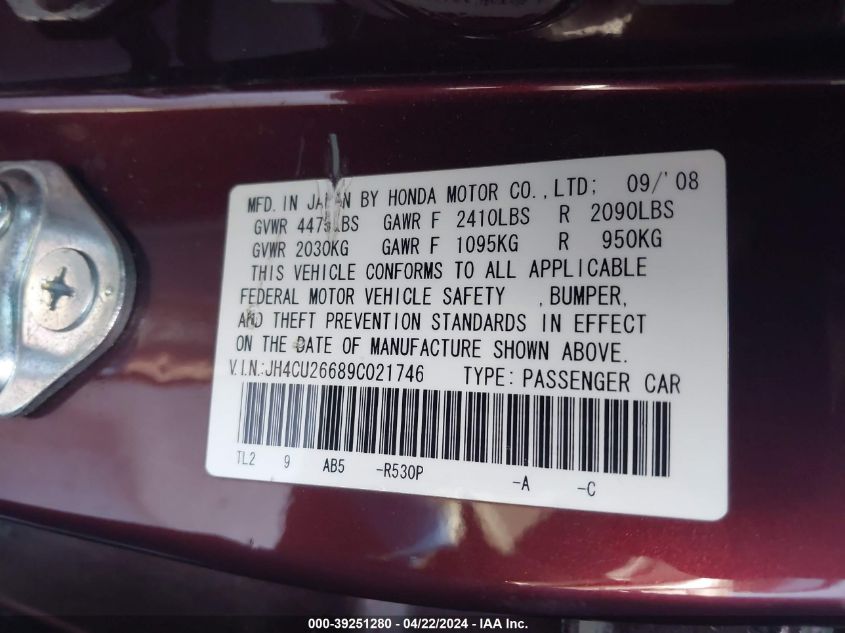 MFD. IN JAPAN BY HONDA MOTOR CO.,LTD; 09/'08
GVWR 447 LBS GAWR F 2410LBS R 2090LBS
GVWR 2030KG GAWR F 1095KG R 950KG
THIS VEHICLE CONFORMS TO ALL APPLICABLE
FEDERAL MOTOR VEHICLE SAFETY , BUMPER,
AND THEFT PREVENTION STANDARDS IN EFFECT
ON THE DATE OF MANUFACTURE SHOWN ABOVE.
V.I.N.:JH4CU26689C021746 TYPE: PASSENGER CAR
TL2 9 AB5 -R530P -A -C
000-39251280 - 04/22/2024 - IAA Inc.